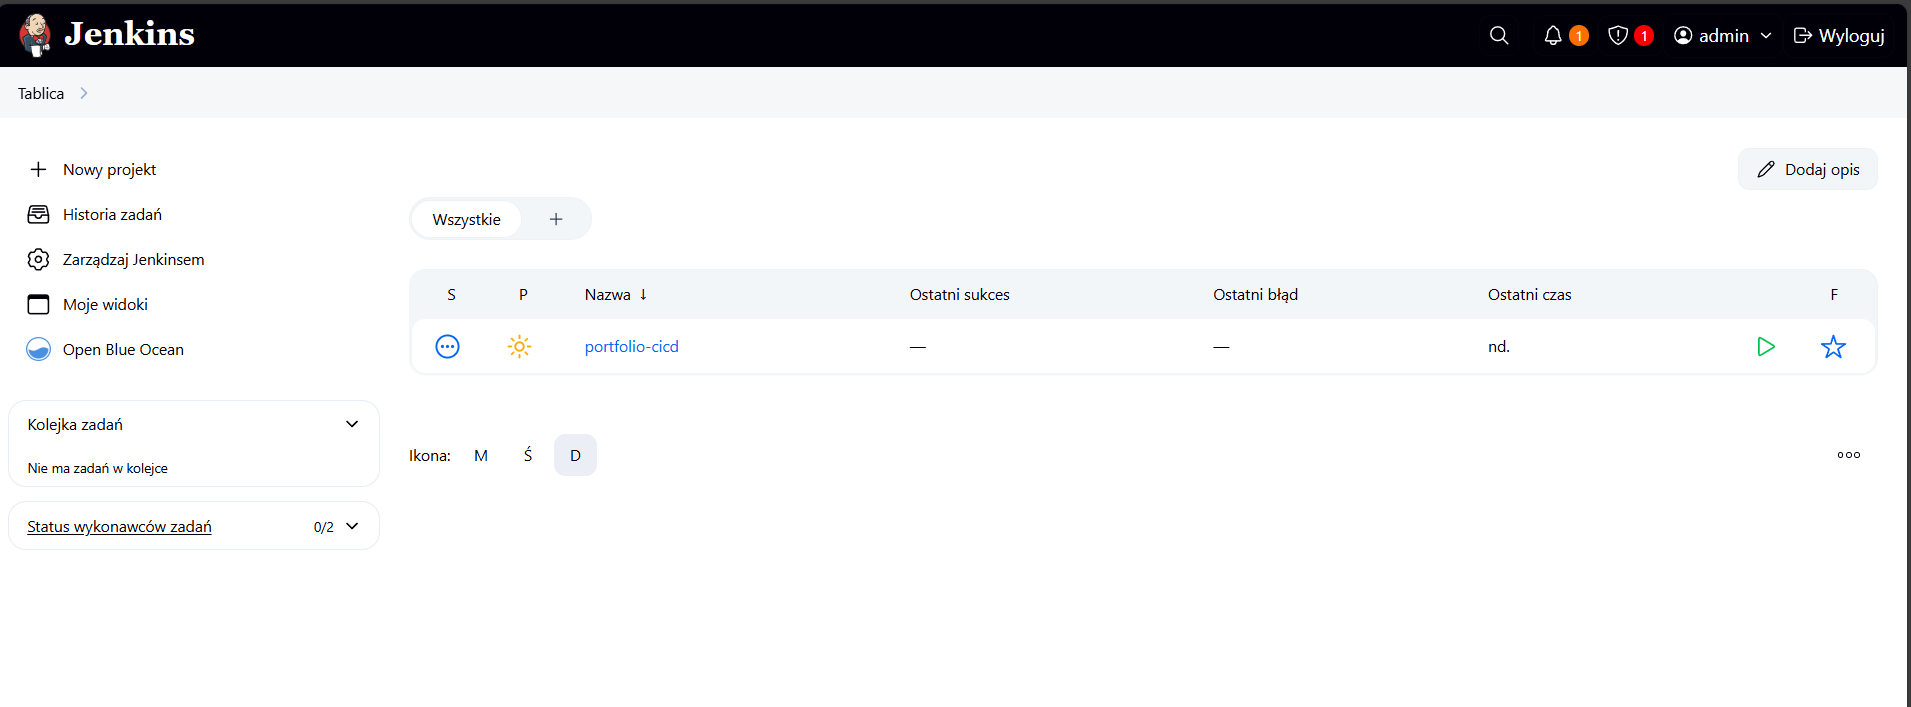 Jenkins
1
1
admin
Wyloguj
Tablica
Nowy projekt
Historia zadań
Zarządzaj Jenkinsem
Moje widoki
Open Blue Ocean
Kolejka zadań
Nie ma zadań w kolejce
Status wykonawców zadań 0/2
Dodaj opis
Wszystkie
S P Nazwa ↓ Ostatni sukces Ostatni błąd Ostatni czas F
portfolio-cicd — — nd.
Ikona: M Ś D